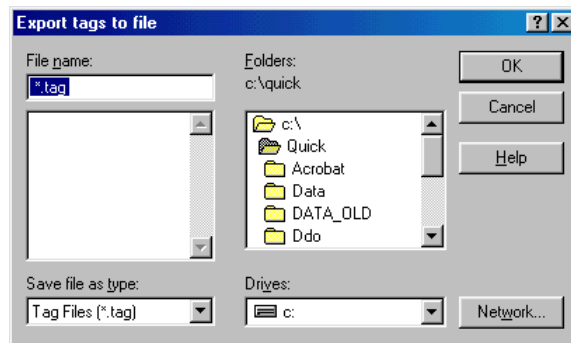 Export tags to file
File name:
*.tag
Folders:
c:\quick
OK
Cancel
Help
c:\
Quick
Acrobat
Data
DATA_OLD
Ddo
Save file as type:
Tag Files (*.tag)
Drives:
c:
Network...